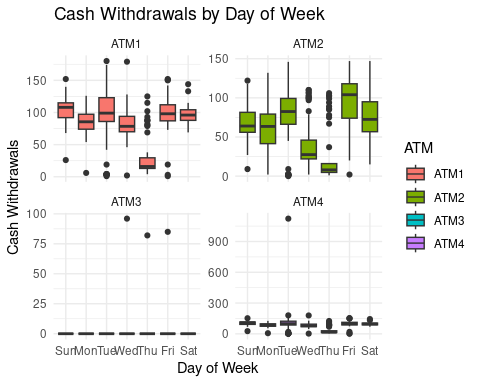 Cash Withdrawals by Day of Week
ATM1
ATM2
150
100
50
0
150
100
50
0
Cash Withdrawals
ATM3
ATM4
100
75
50
25
0
900
600
300
0
Sun Mon Tue Wed Thu Fri Sat
Sun Mon Tue Wed Thu Fri Sat
Day of Week
ATM
ATM1
ATM2
ATM3
ATM4